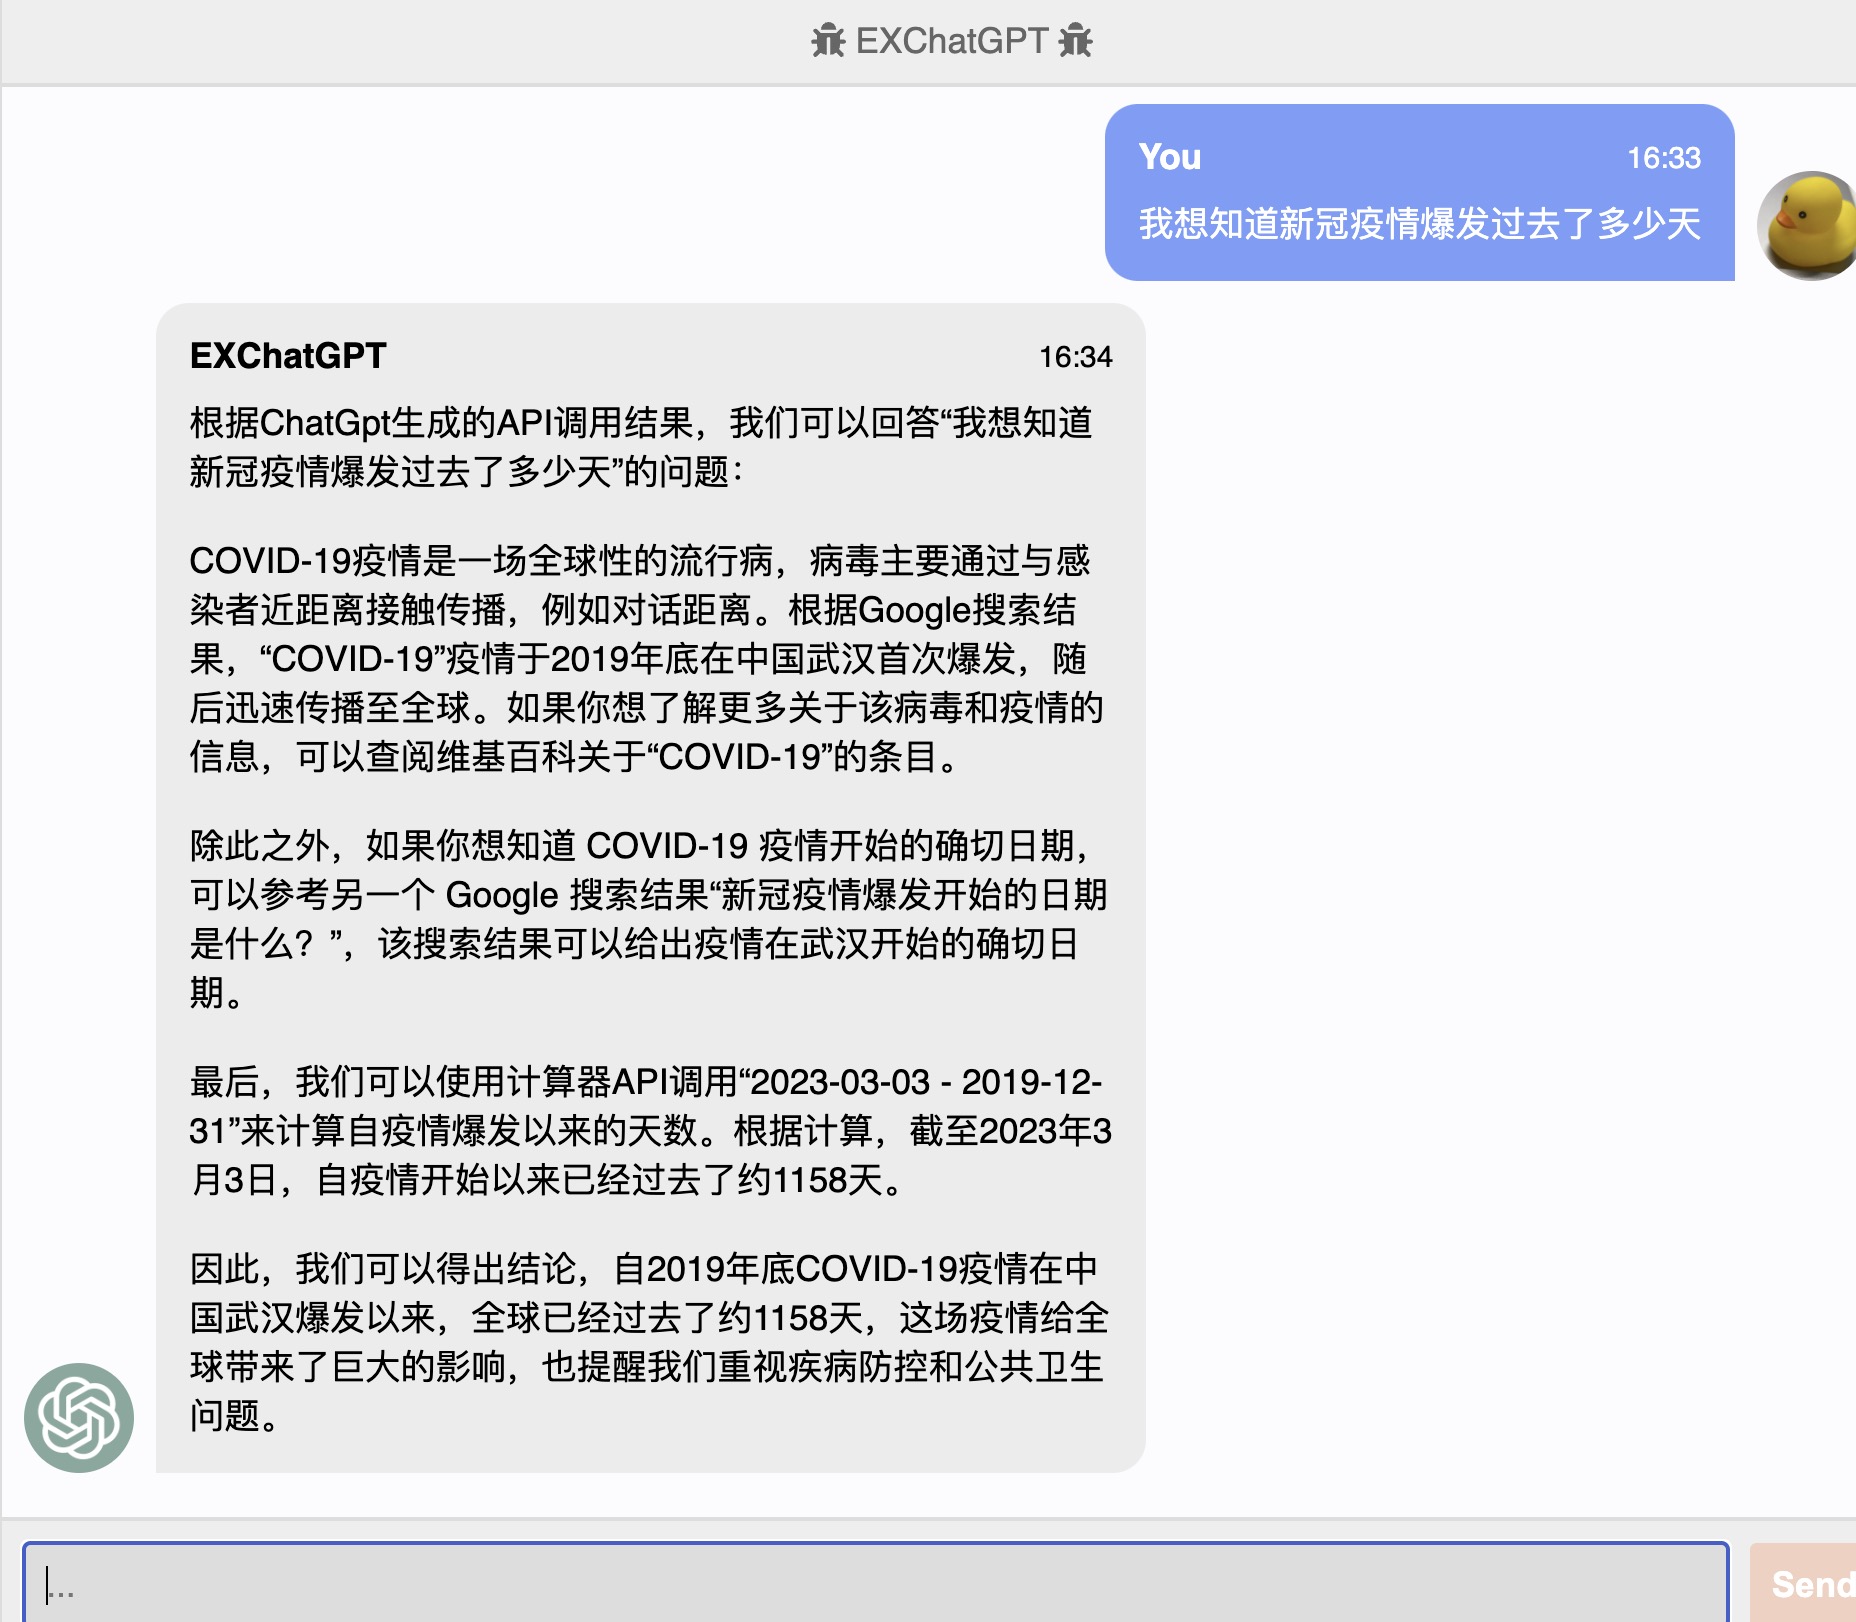 EXChatGPT
You
16:33
我想知道新冠疫情爆发过去了多少天
EXChatGPT
16:34
根据ChatGpt生成的API调用结果，我们可以回答“我想知道
新冠疫情爆发过去了多少天”的问题：
COVID-19疫情是一场全球性的流行病，病毒主要通过与感
染者近距离接触传播，例如对话距离。根据Google搜索结
果，“COVID-19”疫情于2019年底在中国武汉首次爆发，随
后迅速传播至全球。如果你想了解更多关于该病毒和疫情的
信息，可以查阅维基百科关于“COVID-19”的条目。
除此之外，如果你想知道 COVID-19 疫情开始的确切日期，
可以参考另一个 Google 搜索结果“新冠疫情爆发开始的日期
是什么？”，该搜索结果可以给出疫情在武汉开始的确切日
期。
最后，我们可以使用计算器API调用“2023-03-03 - 2019-12-
31”来计算自疫情爆发以来的天数。根据计算，截至2023年3
月3日，自疫情开始以来已经过去了约1158天。
因此，我们可以得出结论，自2019年底COVID-19疫情在中
国武汉爆发以来，全球已经过去了约1158天，这场疫情给全
球带来了巨大的影响，也提醒我们重视疾病防控和公共卫生
问题。
...
Send